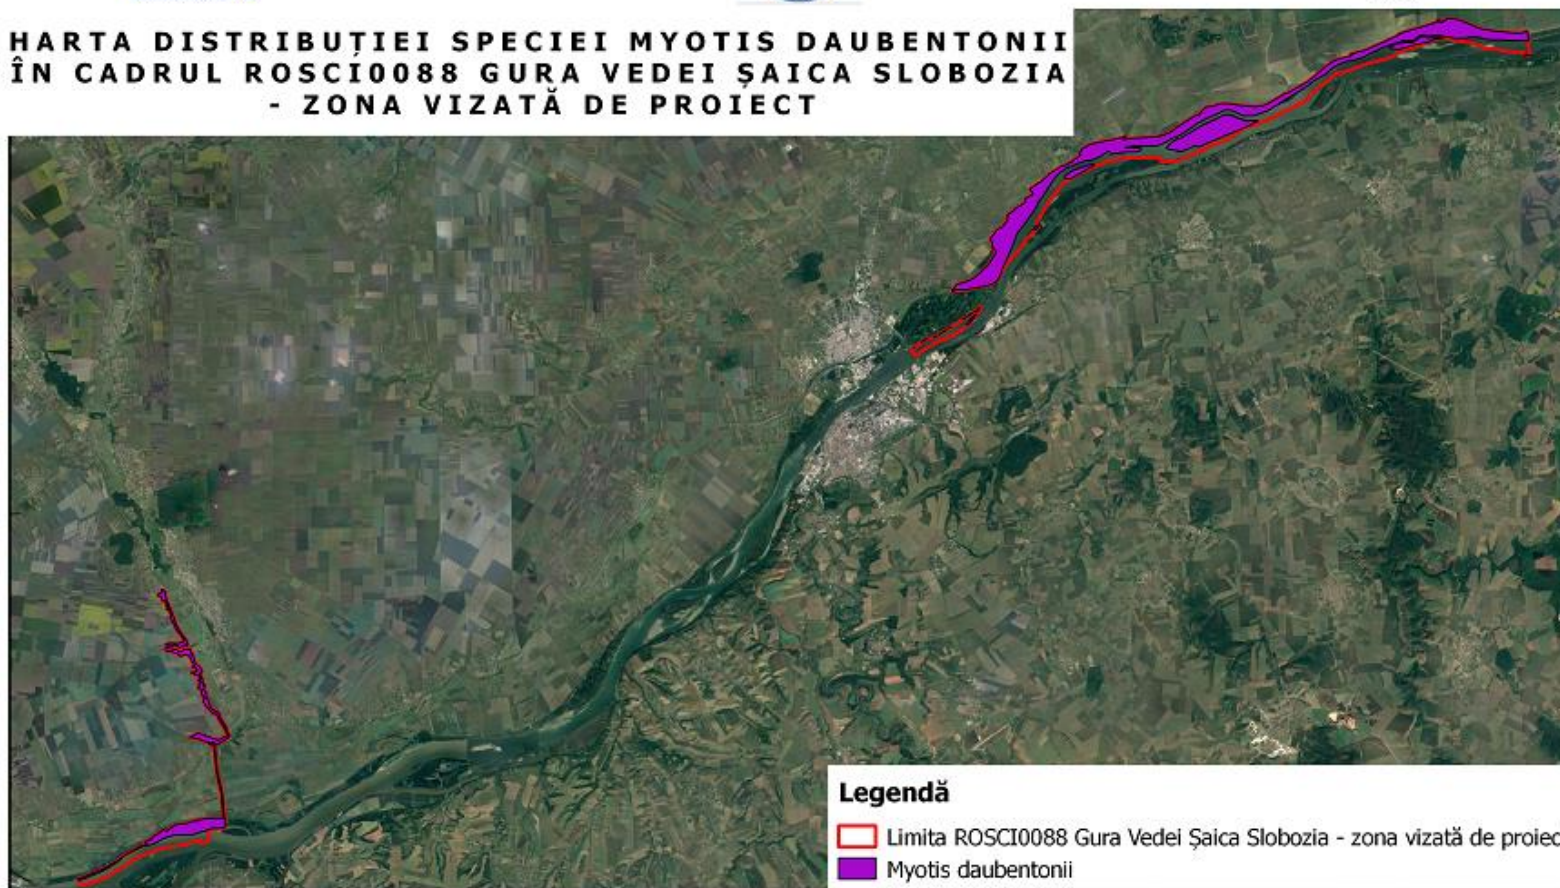 HARTA DISTRIBUȚIEI SPECIEI MYOTIS DAUBENTONII
ÎN CADRUL ROSCI0088 GURA VEDEI ȘAICA SLOBOZIA
- ZONA VIZATĂ DE PROIECT
Legendă
Limita ROSCI0088 Gura Vedei Șaica Slobozia - zona vizată de proiec
Myotis daubentonii